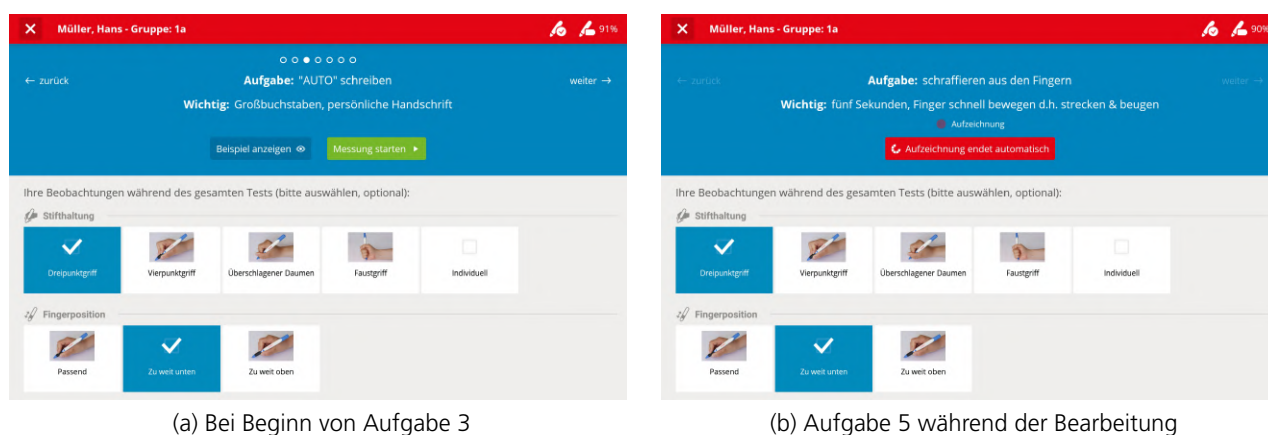 Müller, Hans - Gruppe: 1a
91%
← zurück
Aufgabe: "AUTO" schreiben
weiter →
Wichtig: Großbuchstaben, persönliche Handschrift
Beispiel anzeigen
Messung starten
Ihre Beobachtungen während des gesamten Tests (bitte auswählen, optional):
Stifthaltung
Dreipunktgriff
Vierpunktgriff
Überschlagener Daumen
Faustgriff
Individuell
Fingerposition
Passend
Zu weit unten
Zu weit oben
(a) Bei Beginn von Aufgabe 3
Müller, Hans - Gruppe: 1a
90%
← zurück
Aufgabe: schraffieren aus den Fingern
weiter →
Wichtig: fünf Sekunden, Finger schnell bewegen d.h. strecken & beugen
Aufzeichnung
Aufzeichnung endet automatisch
Ihre Beobachtungen während des gesamten Tests (bitte auswählen, optional):
Stifthaltung
Dreipunktgriff
Vierpunktgriff
Überschlagener Daumen
Faustgriff
Individuell
Fingerposition
Passend
Zu weit unten
Zu weit oben
(b) Aufgabe 5 während der Bearbeitung